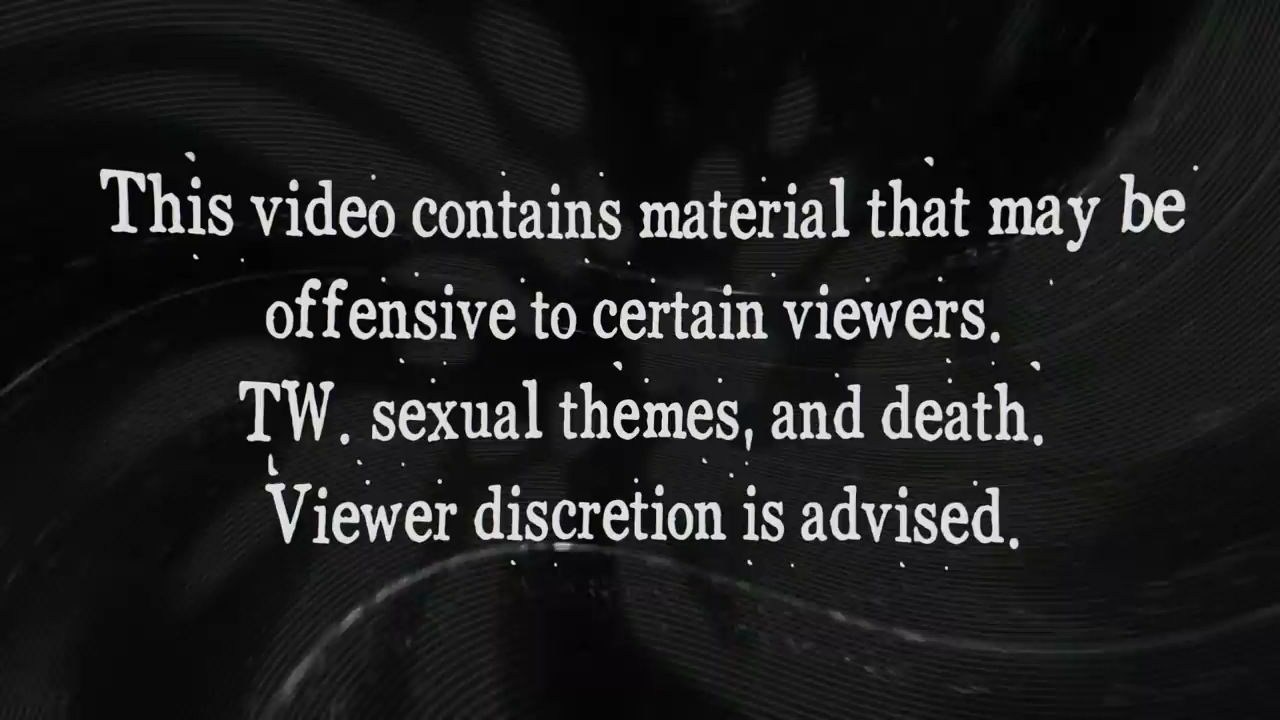 This video contains material that may be
offensive to certain viewers.
TW. sexual themes, and death.
Viewer discretion is advised.